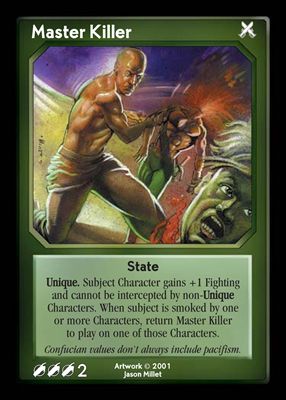 Master Killer
State
Unique. Subject Character gains +1 Fighting
and cannot be intercepted by non-Unique
Characters. When subject is smoked by one
or more Characters, return Master Killer
to play on one of those Characters.
Confucian values don't always include pacifism.
2
Artwork © 2001
Jason Millet